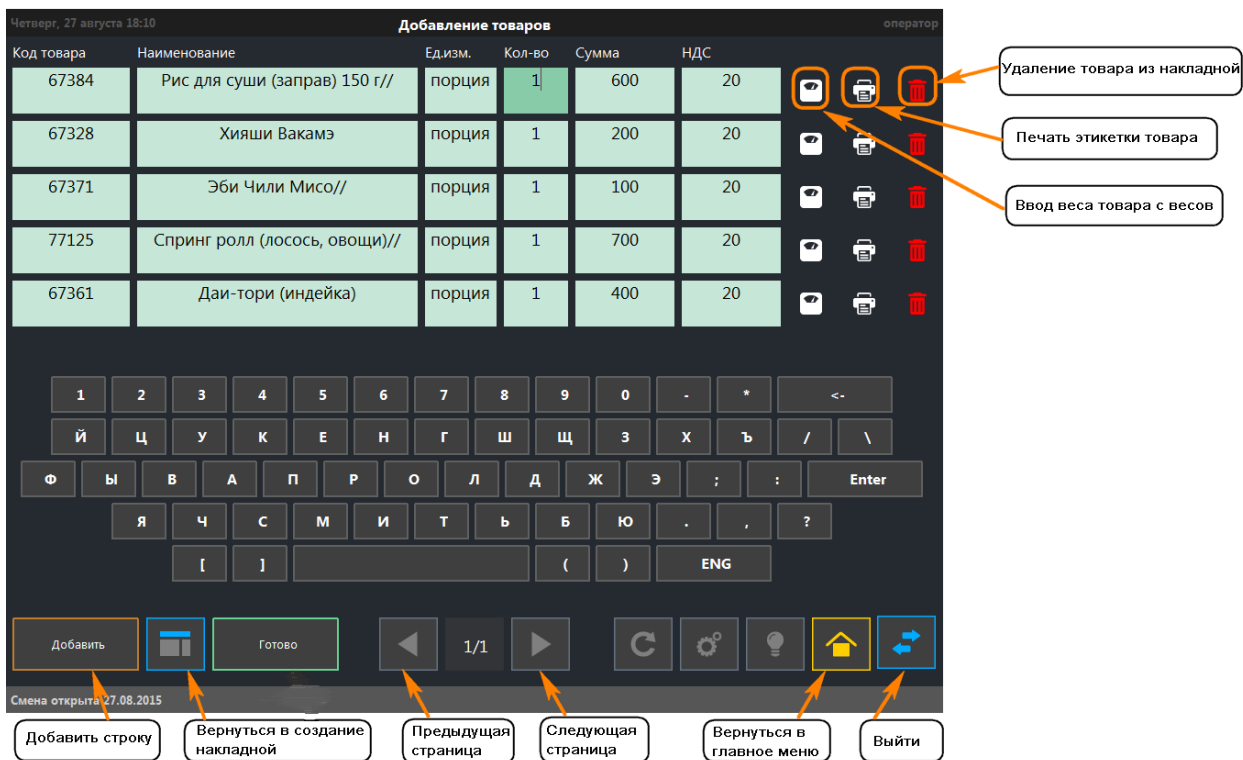 Четверг, 27 августа 18:10 Добавление товаров оператор
Код товара Наименование Ед.изм. Кол-во Сумма НДС
67384 Рис для суши (заправ) 150 г// порция 1 600 20
Удаление товара из накладной
67328 Хияши Вакамэ порция 1 200 20
Печать этикетки товара
67371 Эби Чили Мисо// порция 1 100 20
Ввод веса товара с весов
77125 Спринг ролл (лосось, овощи)// порция 1 700 20
67361 Даи-тори (индейка) порция 1 400 20
1 2 3 4 5 6 7 8 9 0 - * <-
Й Ц У К Е Н Г Ш Щ З Х Ъ / \
Ф Ы В А П Р О Л Д Ж Э ; : Enter
Я Ч С М И Т Ь Б Ю . , ?
[ ] ( ) ENG
Добавить Готово 1/1
Смена открыта 27.08.2015
Добавить строку
Вернуться в создание
накладной
Предыдущая
страница
Следующая
страница
Вернуться в
главное меню
Выйти